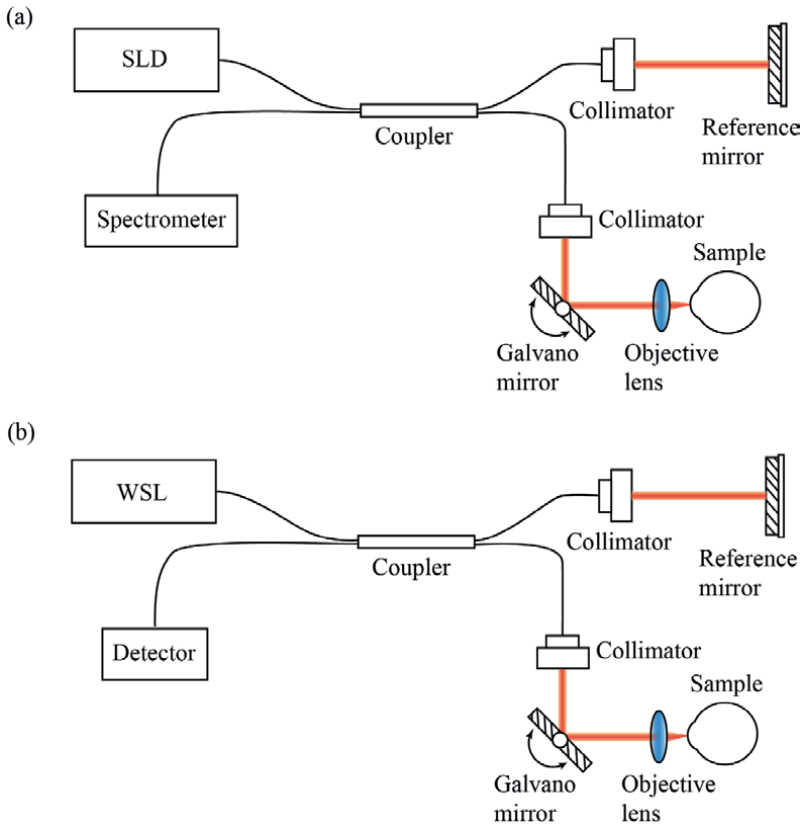 (a)
SLD
Collimator
Reference
mirror
Coupler
Spectrometer
Collimator
Sample
Galvano
mirror
Objective
lens
(b)
WSL
Collimator
Reference
mirror
Coupler
Detector
Collimator
Sample
Galvano
mirror
Objective
lens